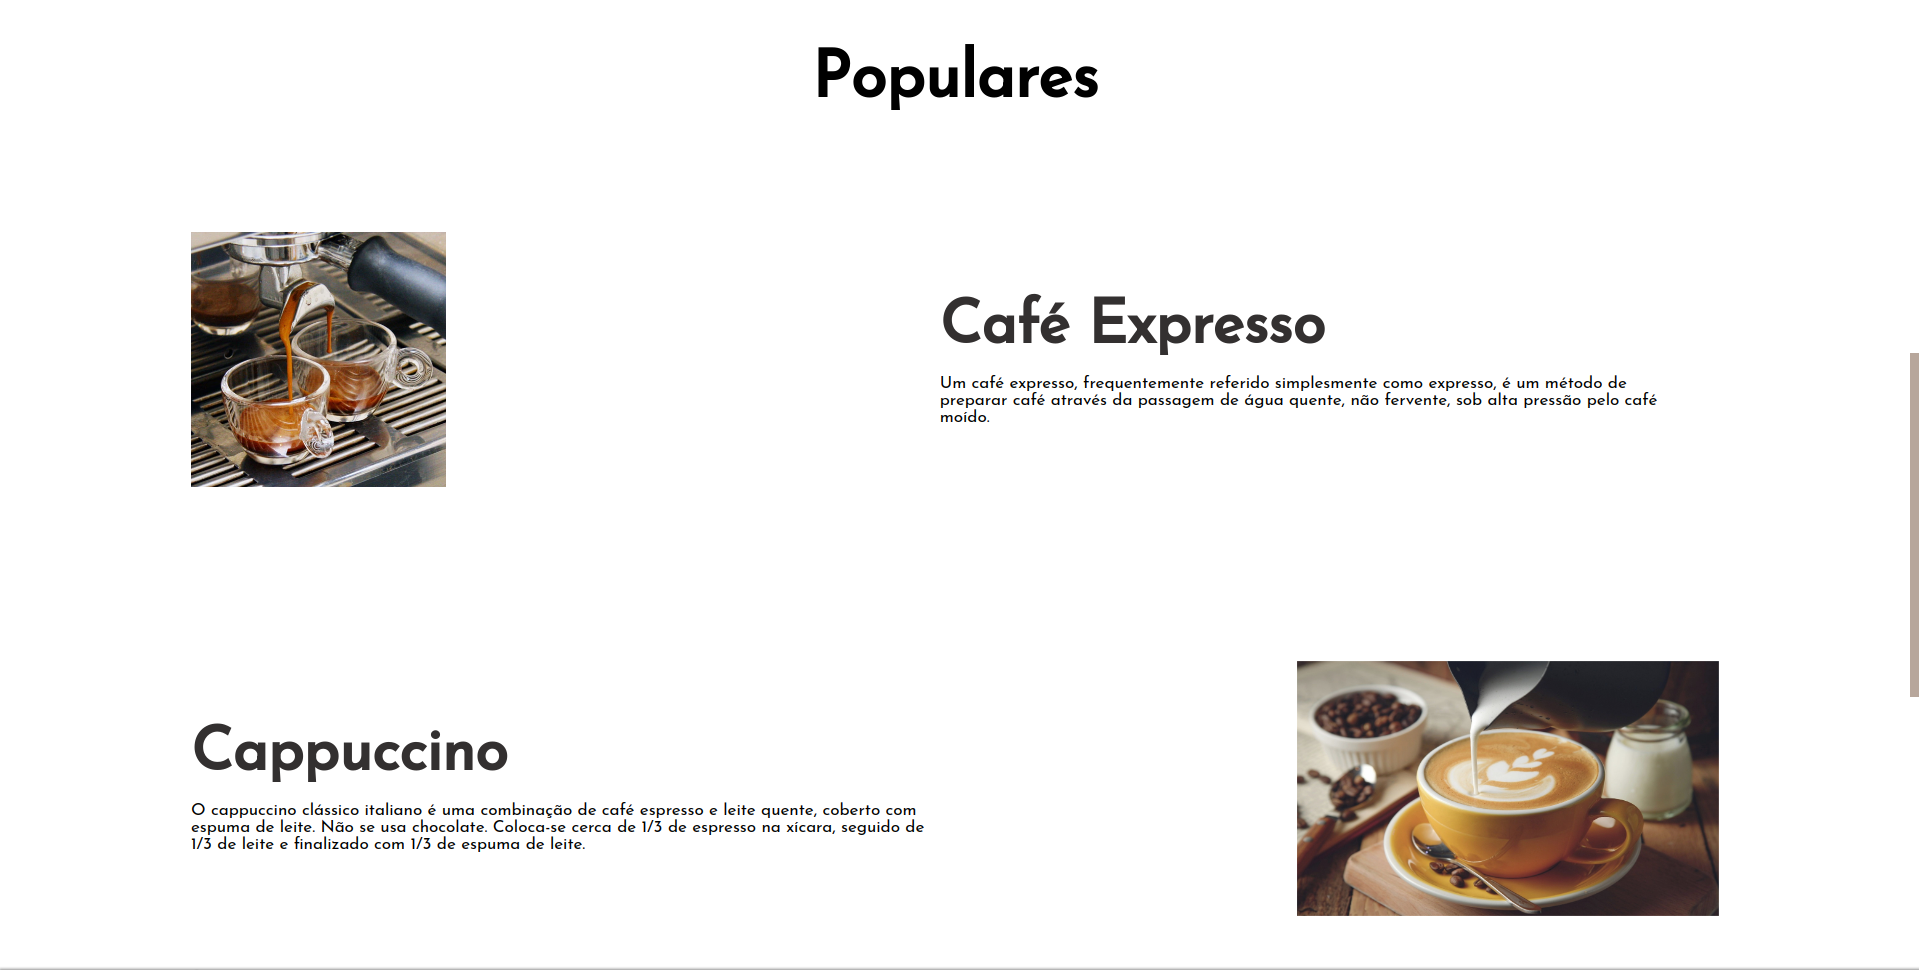 Populares
Café Expresso
Um café expresso, frequentemente referido simplesmente como expresso, é um método de
preparar café através da passagem de água quente, não fervente, sob alta pressão pelo café
moído.
Cappuccino
O cappuccino clássico italiano é uma combinação de café espresso e leite quente, coberto com
espuma de leite. Não se usa chocolate. Coloca-se cerca de 1/3 de espresso na xícara, seguido de
1/3 de leite e finalizado com 1/3 de espuma de leite.